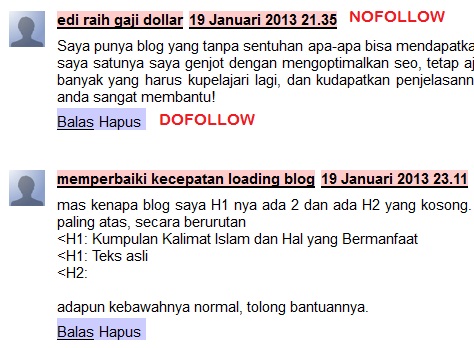 edi raih gaji dollar 19 Januari 2013 21.35 NOFOLLOW
Saya punya blog yang tanpa sentuhan apa-apa bisa mendapatka
saya satunya saya genjot dengan mengoptimalkan seo, tetap aj
banyak yang harus kupelajari lagi, dan kudapatkan penjelasann
anda sangat membantu!
Balas Hapus DOFOLLOW
memperbaiki kecepatan loading blog 19 Januari 2013 23.11
mas kenapa blog saya H1 nya ada 2 dan ada H2 yang kosong.
paling atas, secara berurutan
<H1: Kumpulan Kalimat Islam dan Hal yang Bermanfaat
<H1: Teks asli
<H2:
adapun kebawahnya normal, tolong bantuannya.
Balas Hapus